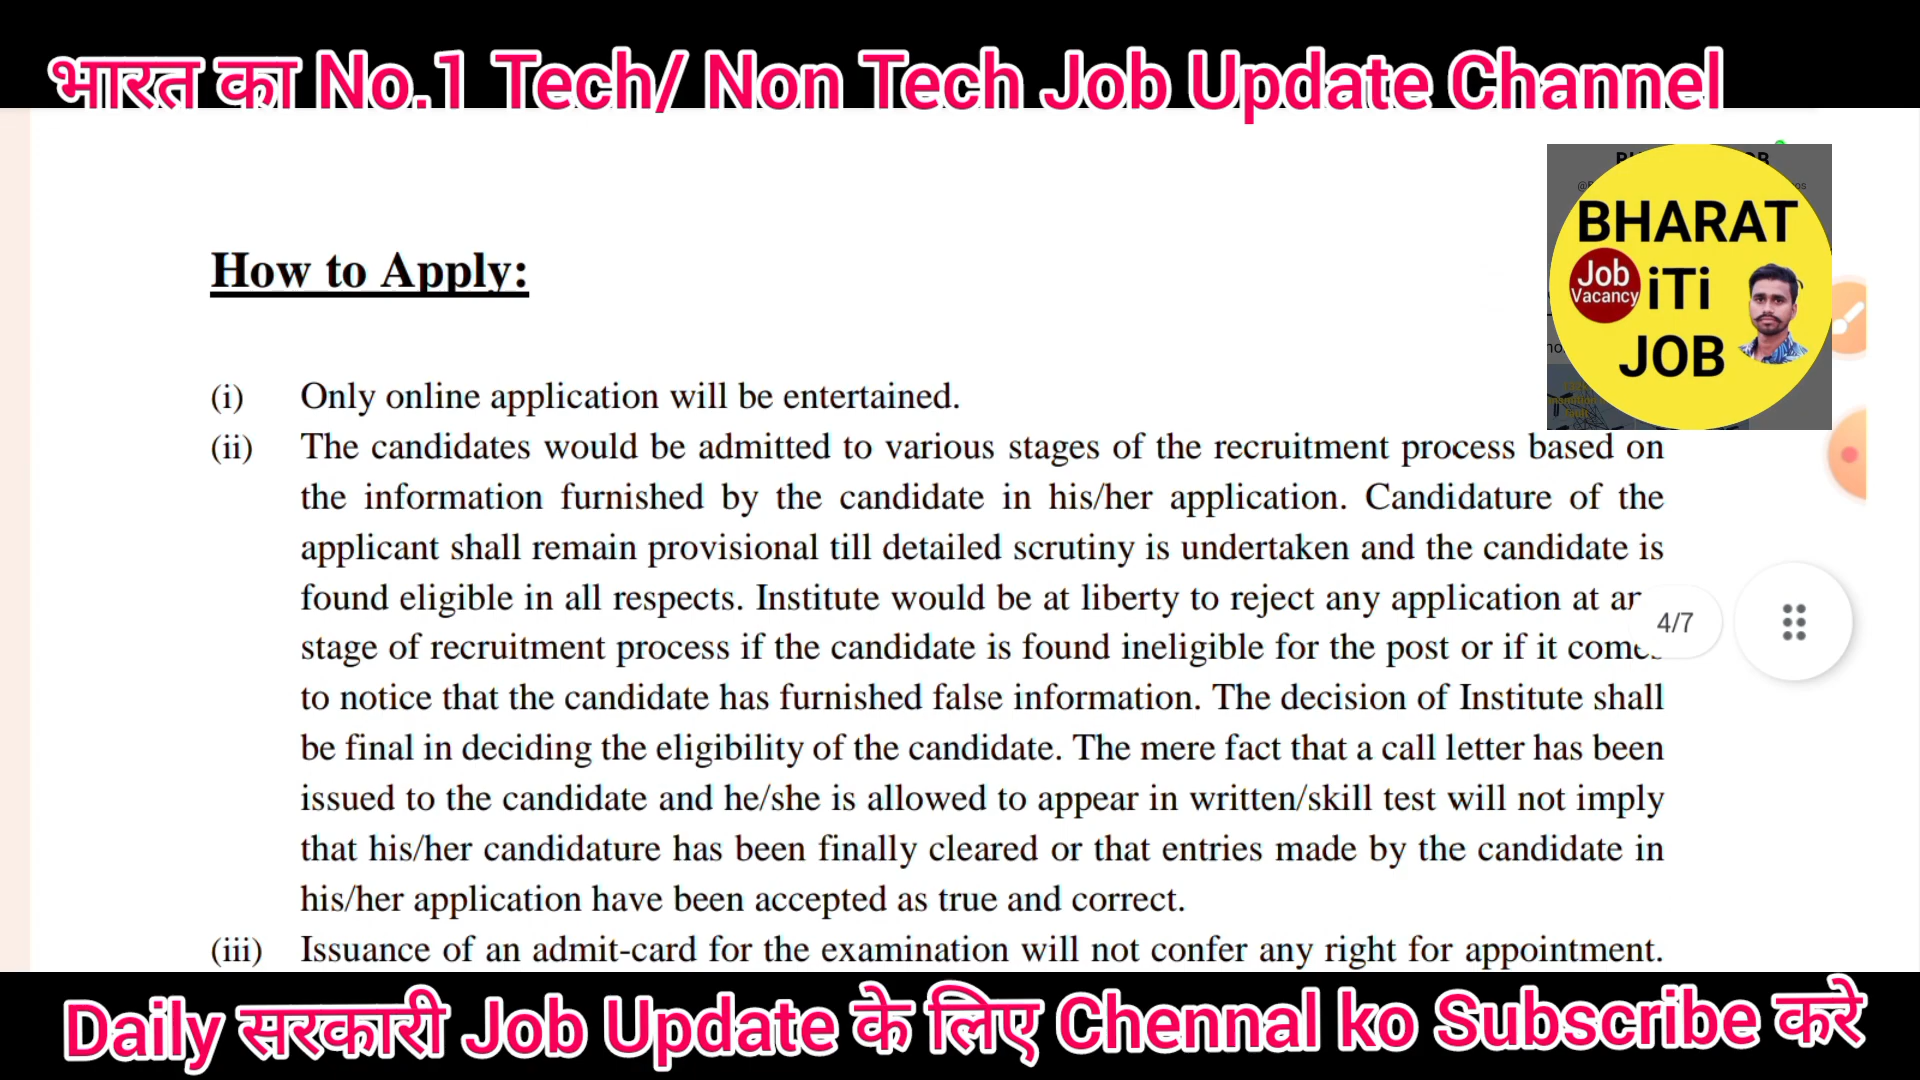 भारत का No.1 Tech/ Non Tech Job Update Channel
BHARAT
Job
Vacancy
iTi
JOB
How to Apply:
(i) Only online application will be entertained.
(ii) The candidates would be admitted to various stages of the recruitment process based on
the information furnished by the candidate in his/her application. Candidature of the
applicant shall remain provisional till detailed scrutiny is undertaken and the candidate is
found eligible in all respects. Institute would be at liberty to reject any application at
4/7
stage of recruitment process if the candidate is found ineligible for the post or if it
to notice that the candidate has furnished false information. The decision of Institute shall
be final in deciding the eligibility of the candidate. The mere fact that a call letter has been
issued to the candidate and he/she is allowed to appear in written/skill test will not imply
that his/her candidature has been finally cleared or that entries made by the candidate in
his/her application have been accepted as true and correct.
(iii) Issuance of an admit-card for the examination will not confer any right for appointment.
Daily सरकारी Job Update के लिए Chennal ko Subscribe करे